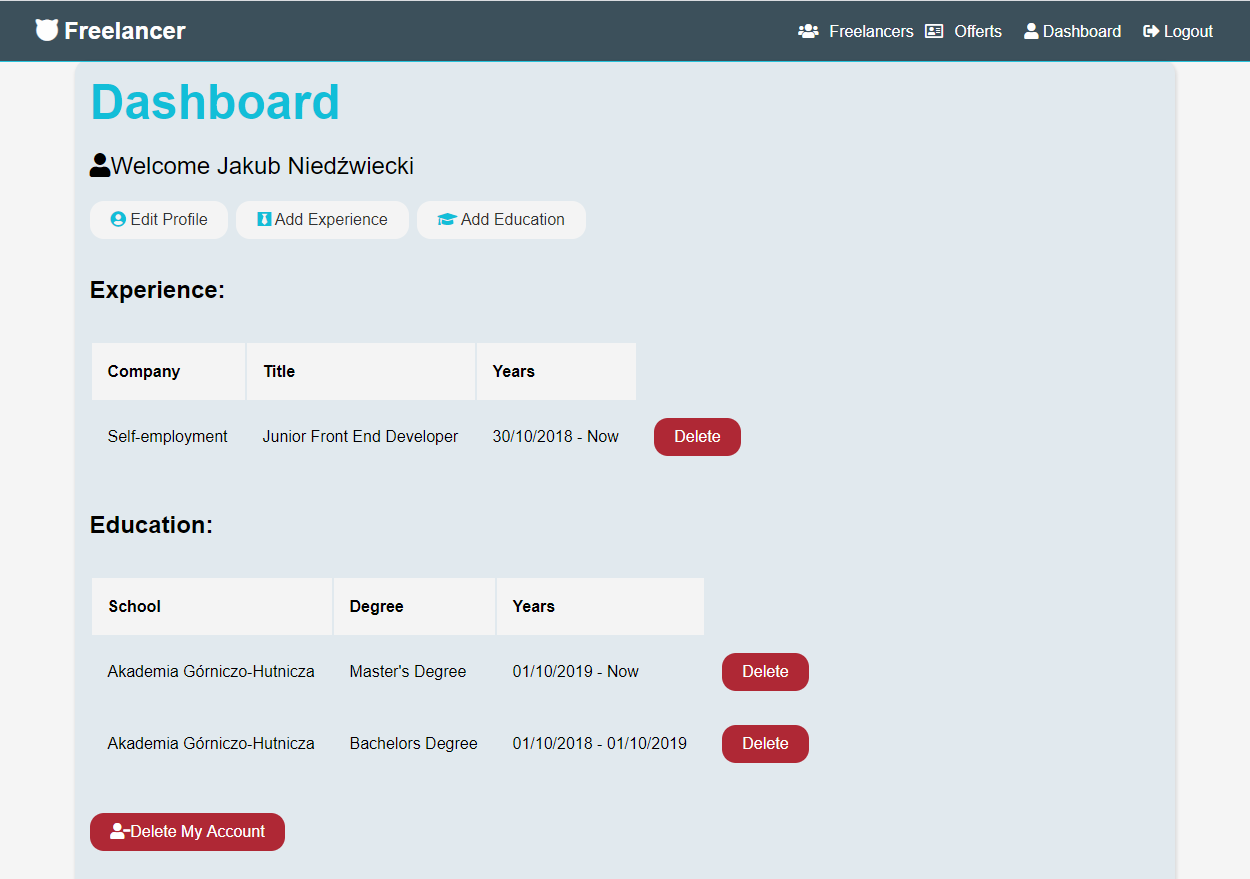 Freelancer Freelancers Offerts Dashboard Logout
Dashboard
Welcome Jakub Niedźwiecki
Edit Profile Add Experience Add Education
Experience:
Company Title Years
Self-employment Junior Front End Developer 30/10/2018 - Now Delete
Education:
School Degree Years
Akademia Górniczo-Hutnicza Master's Degree 01/10/2019 - Now Delete
Akademia Górniczo-Hutnicza Bachelors Degree 01/10/2018 - 01/10/2019 Delete
Delete My Account